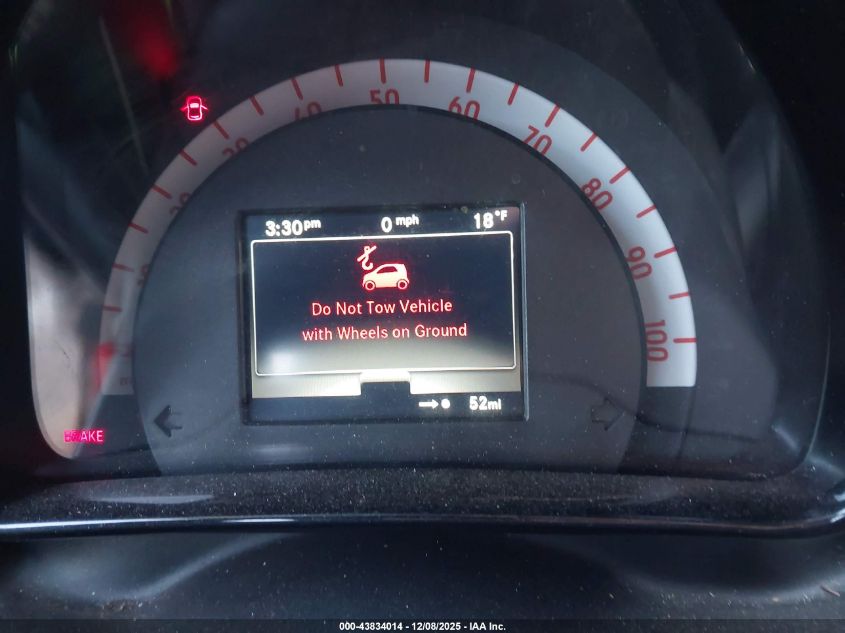 50
60
70
80
90
100
3:30pm 0 mph 18°F
Do Not Tow Vehicle
with Wheels on Ground
52mi
BRAKE
000-43834014 - 12/08/2025 - IAA Inc.